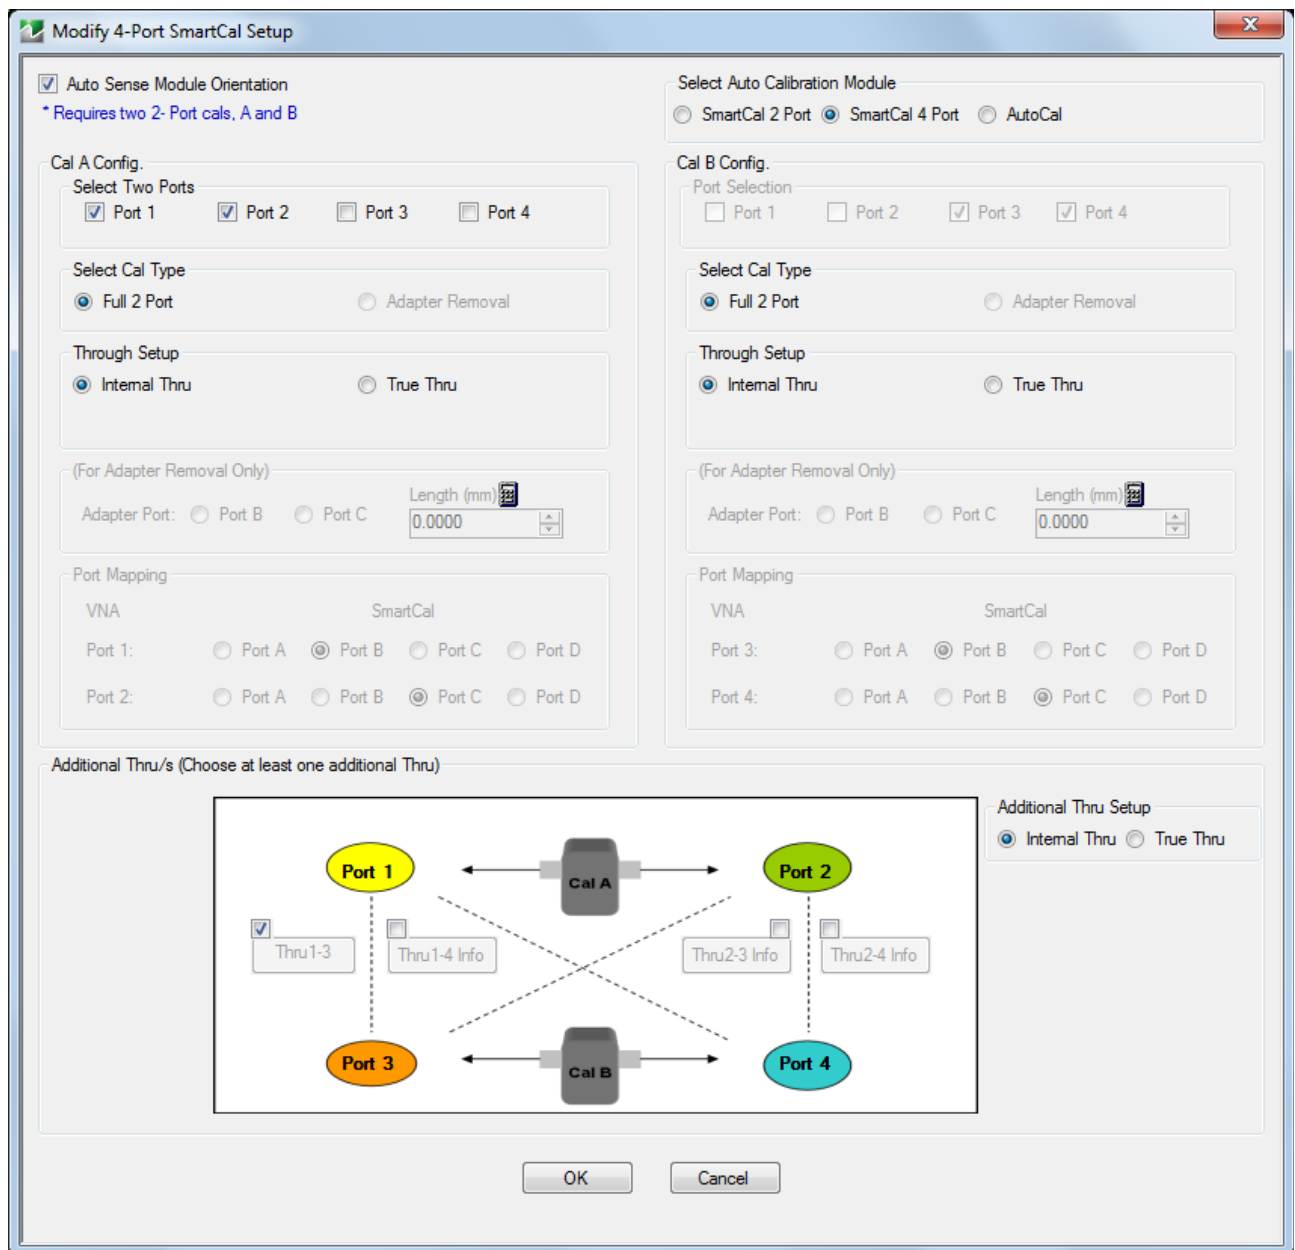 Modify 4-Port SmartCal Setup
Auto Sense Module Orientation
* Requires two 2- Port cals, A and B
Select Auto Calibration Module
SmartCal 2 Port SmartCal 4 Port AutoCal
Cal A Config.
Select Two Ports
Port 1 Port 2 Port 3 Port 4
Select Cal Type
Full 2 Port Adapter Removal
Through Setup
Internal Thru True Thru
(For Adapter Removal Only)
Length (mm)
Adapter Port: Port B Port C 0.0000
Port Mapping
VNA SmartCal
Port 1: Port A Port B Port C Port D
Port 2: Port A Port B Port C Port D
Cal B Config.
Port Selection
Port 1 Port 2 Port 3 Port 4
Select Cal Type
Full 2 Port Adapter Removal
Through Setup
Internal Thru True Thru
(For Adapter Removal Only)
Length (mm)
Adapter Port: Port B Port C 0.0000
Port Mapping
VNA SmartCal
Port 3: Port A Port B Port C Port D
Port 4: Port A Port B Port C Port D
Additional Thru/s (Choose at least one additional Thru)
Port 1 Cal A Port 2
Thru1-3 Thru1-4 Info Thru2-3 Info Thru2-4 Info
Port 3 Cal B Port 4
Additional Thru Setup
Internal Thru True Thru
OK Cancel